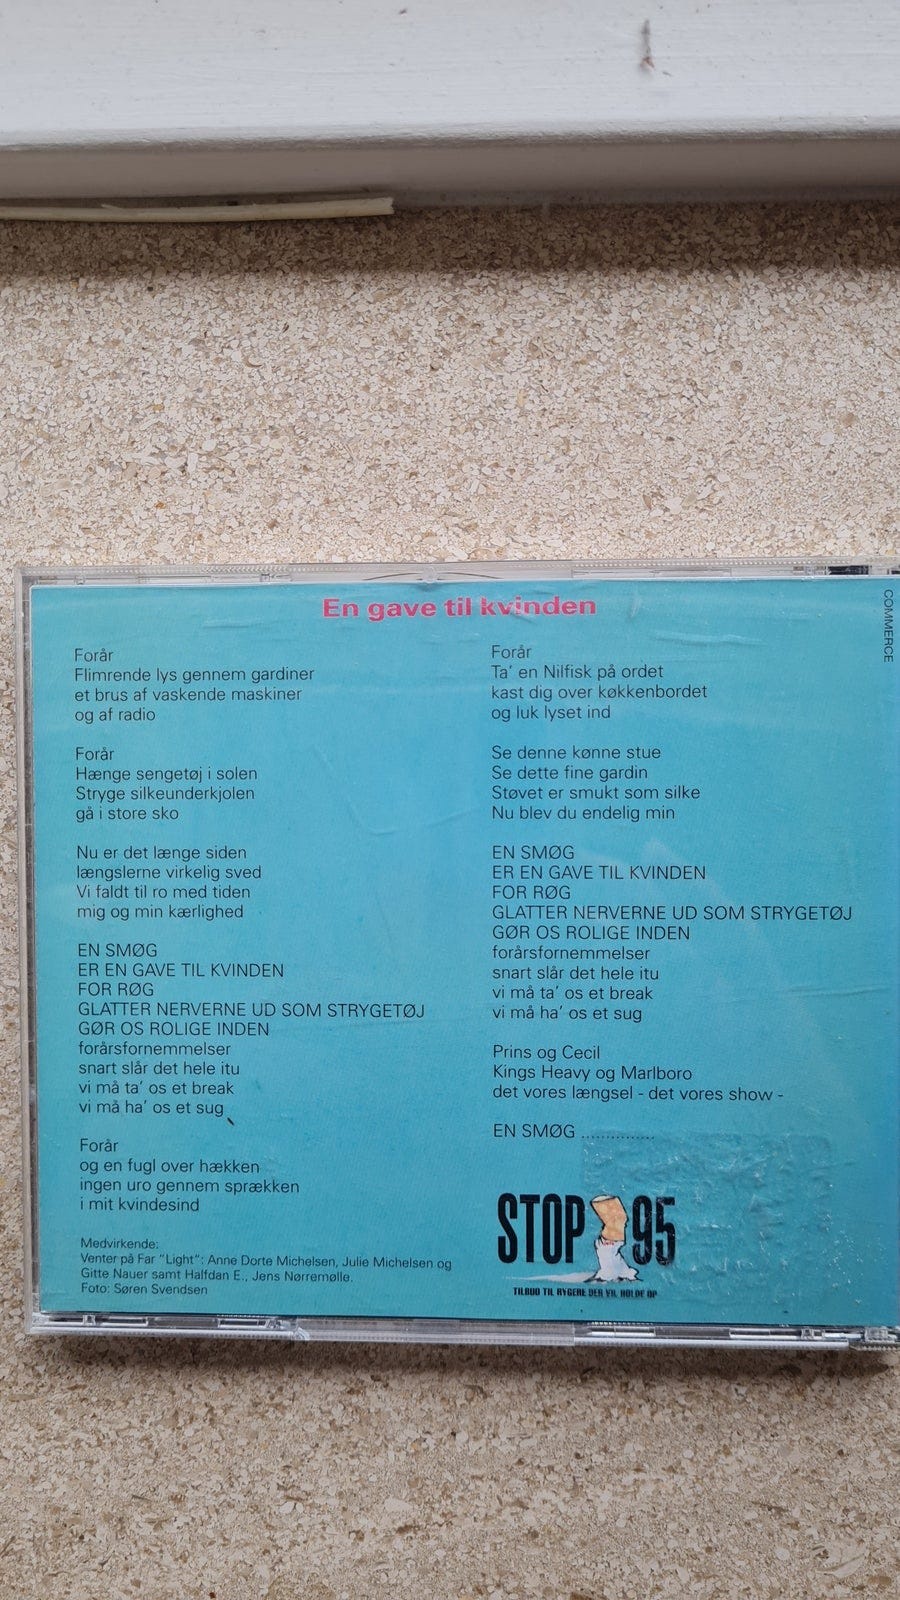 En gave til kvinden
COMMERCE
Forår
Flimrende lys gennem gardiner
et brus af vaskende maskiner
og af radio
Forår
Hænge sengetøj i solen
Stryge silkeunderkjolen
gå i store sko
Nu er det længe siden
længslerne virkelig sved
Vi faldt til ro med tiden
mig og min kærlighed
EN SMØG
ER EN GAVE TIL KVINDEN
FOR RØG
GLATTER NERVERNE UD SOM STRYGETØJ
GØR OS ROLIGE INDEN
forårsfornemmelser
snart slår det hele itu
vi må ta' os et break
vi må ha' os et sug
Forår
og en fugl over hækken
ingen uro gennem sprækken
i mit kvindesind
Medvirkende:
Venter på Far "Light": Anne Dorte Michelsen, Julie Michelsen og
Gitte Nauer samt Halfdan E., Jens Nørremølle.
Foto: Søren Svendsen
Forår
Ta' en Nilfisk på ordet
kast dig over køkkenbordet
og luk lyset ind
Se denne kønne stue
Se dette fine gardin
Støvet er smukt som silke
Nu blev du endelig min
EN SMØG
ER EN GAVE TIL KVINDEN
FOR RØG
GLATTER NERVERNE UD SOM STRYGETØJ
GØR OS ROLIGE INDEN
forårsfornemmelser
snart slår det hele itu
vi må ta' os et break
vi må ha' os et sug
Prins og Cecil
Kings Heavy og Marlboro
det vores længsel - det vores show -
EN SMØG ...............
STOP 95
TILBUD TIL RYGERE DER VIL HOLDE OP